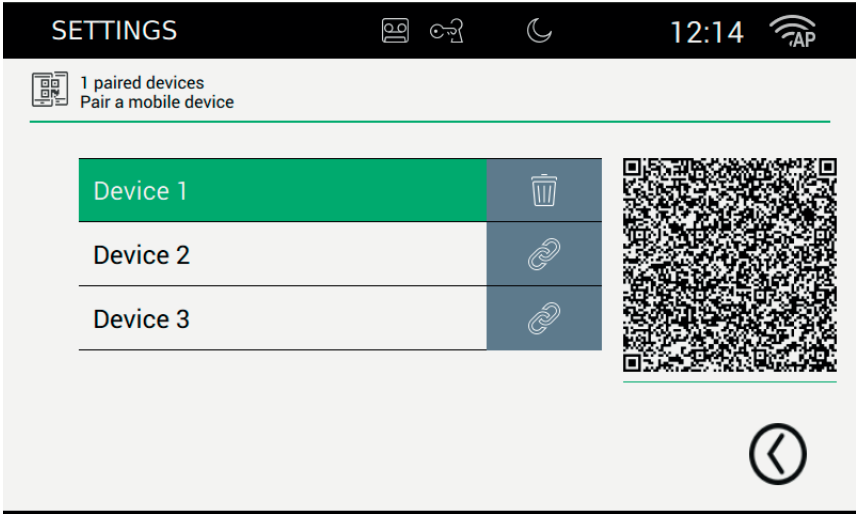 SETTINGS 12:14 AP
1 paired devices
Pair a mobile device
Device 1
Device 2
Device 3